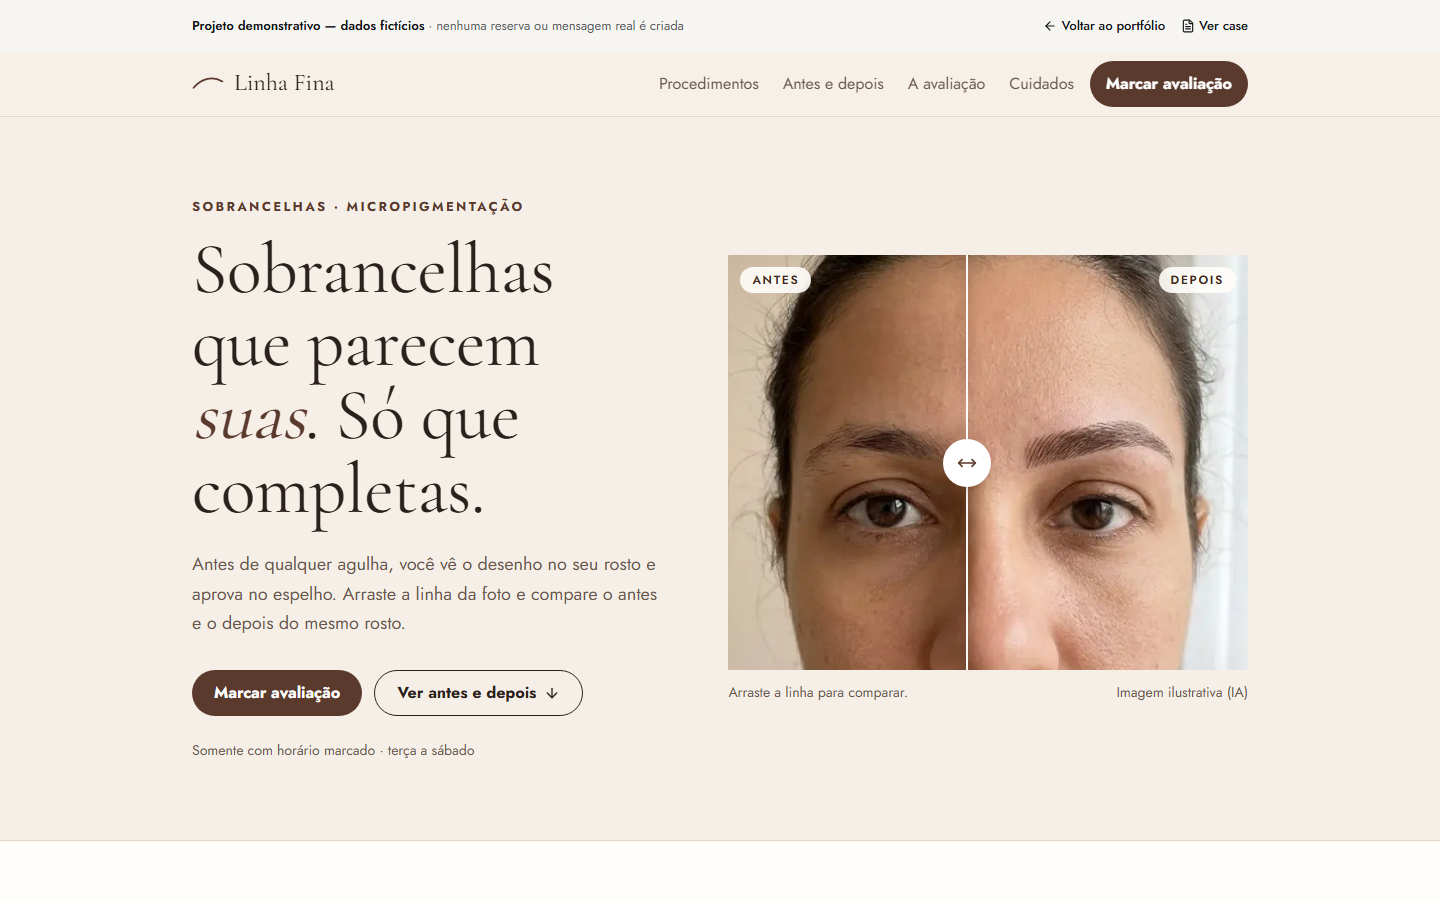 Projeto demonstrativo — dados fictícios · nenhuma reserva ou mensagem real é criada
Voltar ao portfólio
Ver case
Linha Fina
Procedimentos
Antes e depois
A avaliação
Cuidados
Marcar avaliação
SOBRANCELHAS · MICROPIGMENTAÇÃO
Sobrancelhas
que parecem
suas. Só que
completas.
Antes de qualquer agulha, você vê o desenho no seu rosto e
aprova no espelho. Arraste a linha da foto e compare o antes
e o depois do mesmo rosto.
Marcar avaliação
Ver antes e depois
Somente com horário marcado · terça a sábado
ANTES
DEPOIS
Arraste a linha para comparar.
Imagem ilustrativa (IA)